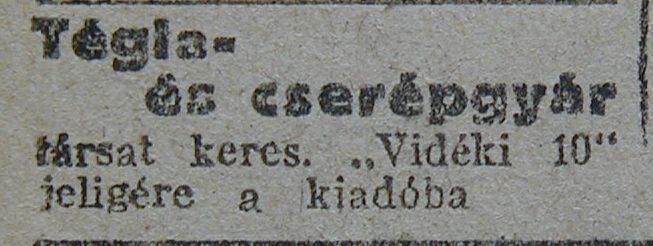 Tégla-
és cserépgyár
társat keres. „Vidéki 10“
jeligére a kiadóba